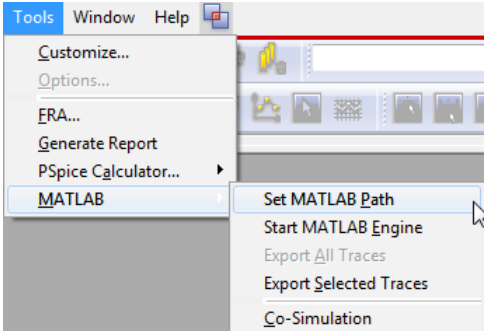 Tools Window Help
Customize...
Options...
FRA...
Generate Report
PSpice Calculator...
MATLAB
Set MATLAB Path
Start MATLAB Engine
Export All Traces
Export Selected Traces
Co-Simulation